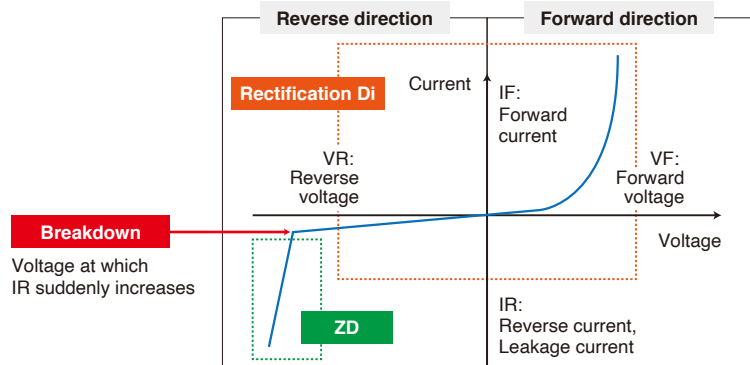 Reverse direction
Forward direction
Rectification Di
Current
IF:
Forward
current
VR:
Reverse
voltage
VF:
Forward
voltage
Breakdown
Voltage
Voltage at which
IR suddenly increases
ZD
IR:
Reverse current,
Leakage current